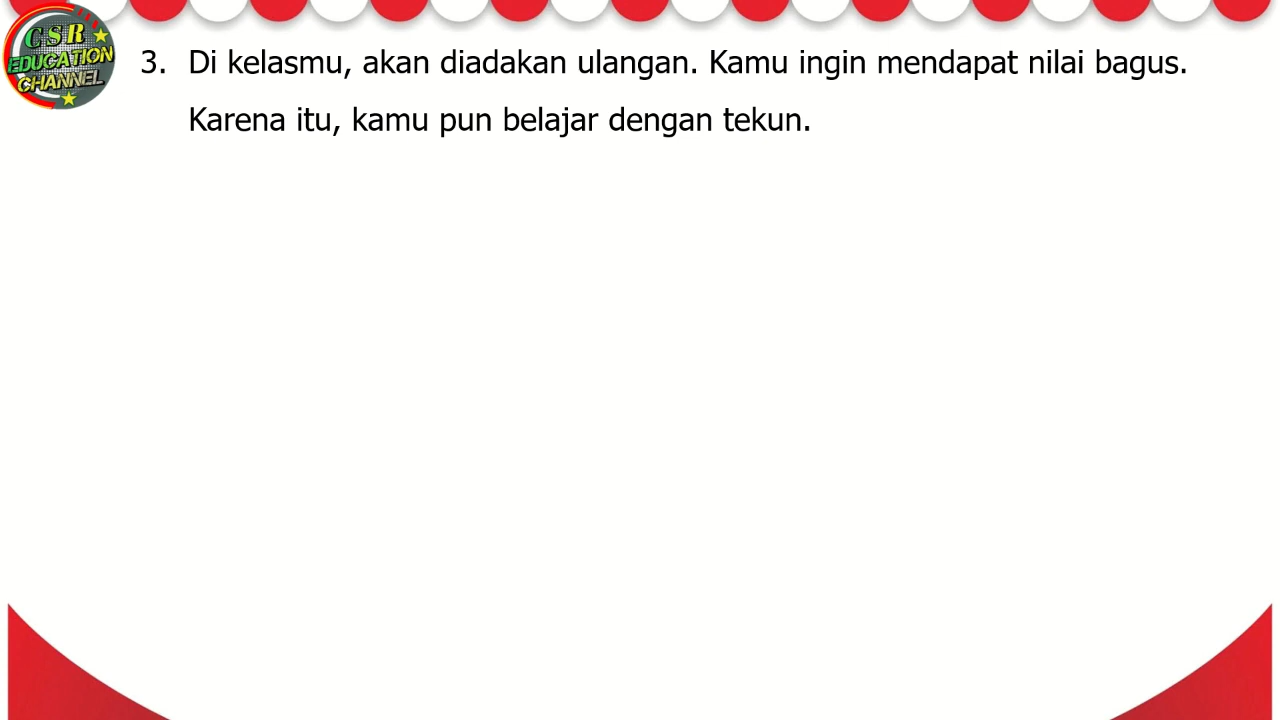 CSR
EDUCATION
CHANNEL
3. Di kelasmu, akan diadakan ulangan. Kamu ingin mendapat nilai bagus.
Karena itu, kamu pun belajar dengan tekun.